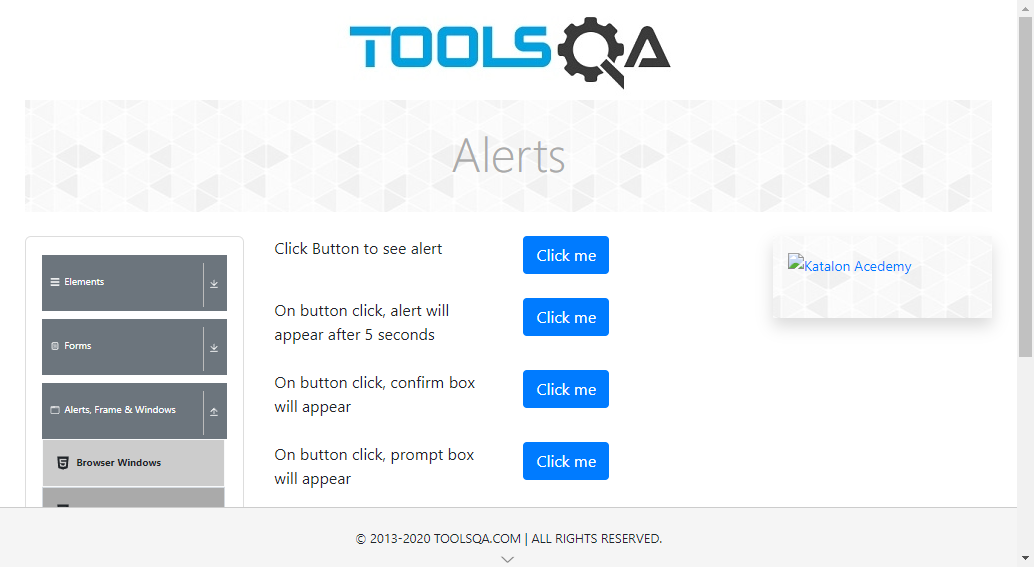 TOOLSQA
Alerts
Elements
Forms
Alerts, Frame & Windows
Browser Windows
Click Button to see alert
Click me
On button click, alert will
appear after 5 seconds
Click me
On button click, confirm box
will appear
Click me
On button click, prompt box
will appear
Click me
Katalon Acedemy
© 2013-2020 TOOLSQA.COM | ALL RIGHTS RESERVED.